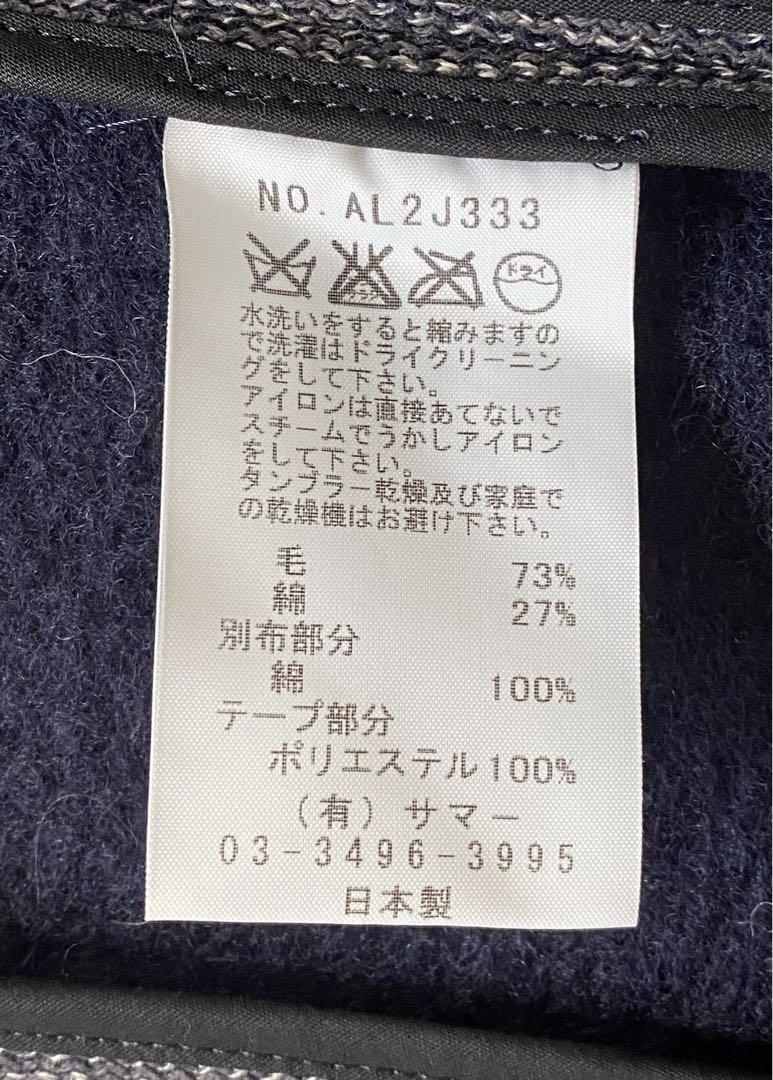 NO. AL2J333
ドライ
水洗いをすると縮みますの
で洗濯はドライクリーニン
グをして下さい。
アイロンは直接あてないで
スチームでうかしアイロン
をして下さい。
タンブラー乾燥及び家庭で
の乾燥機はお避け下さい。
毛 73%
綿 27%
別布部分
綿 100%
テープ部分
ポリエステル 100%
(有) サマー
03-3496-3995
日本製